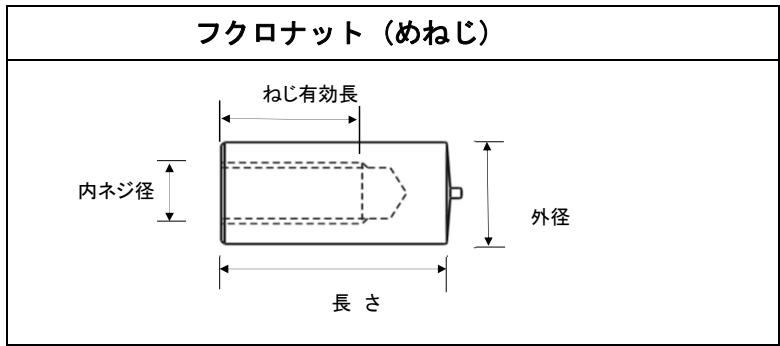 フクロナット（めねじ）
ねじ有効長
内ネジ径
外径
長 さ